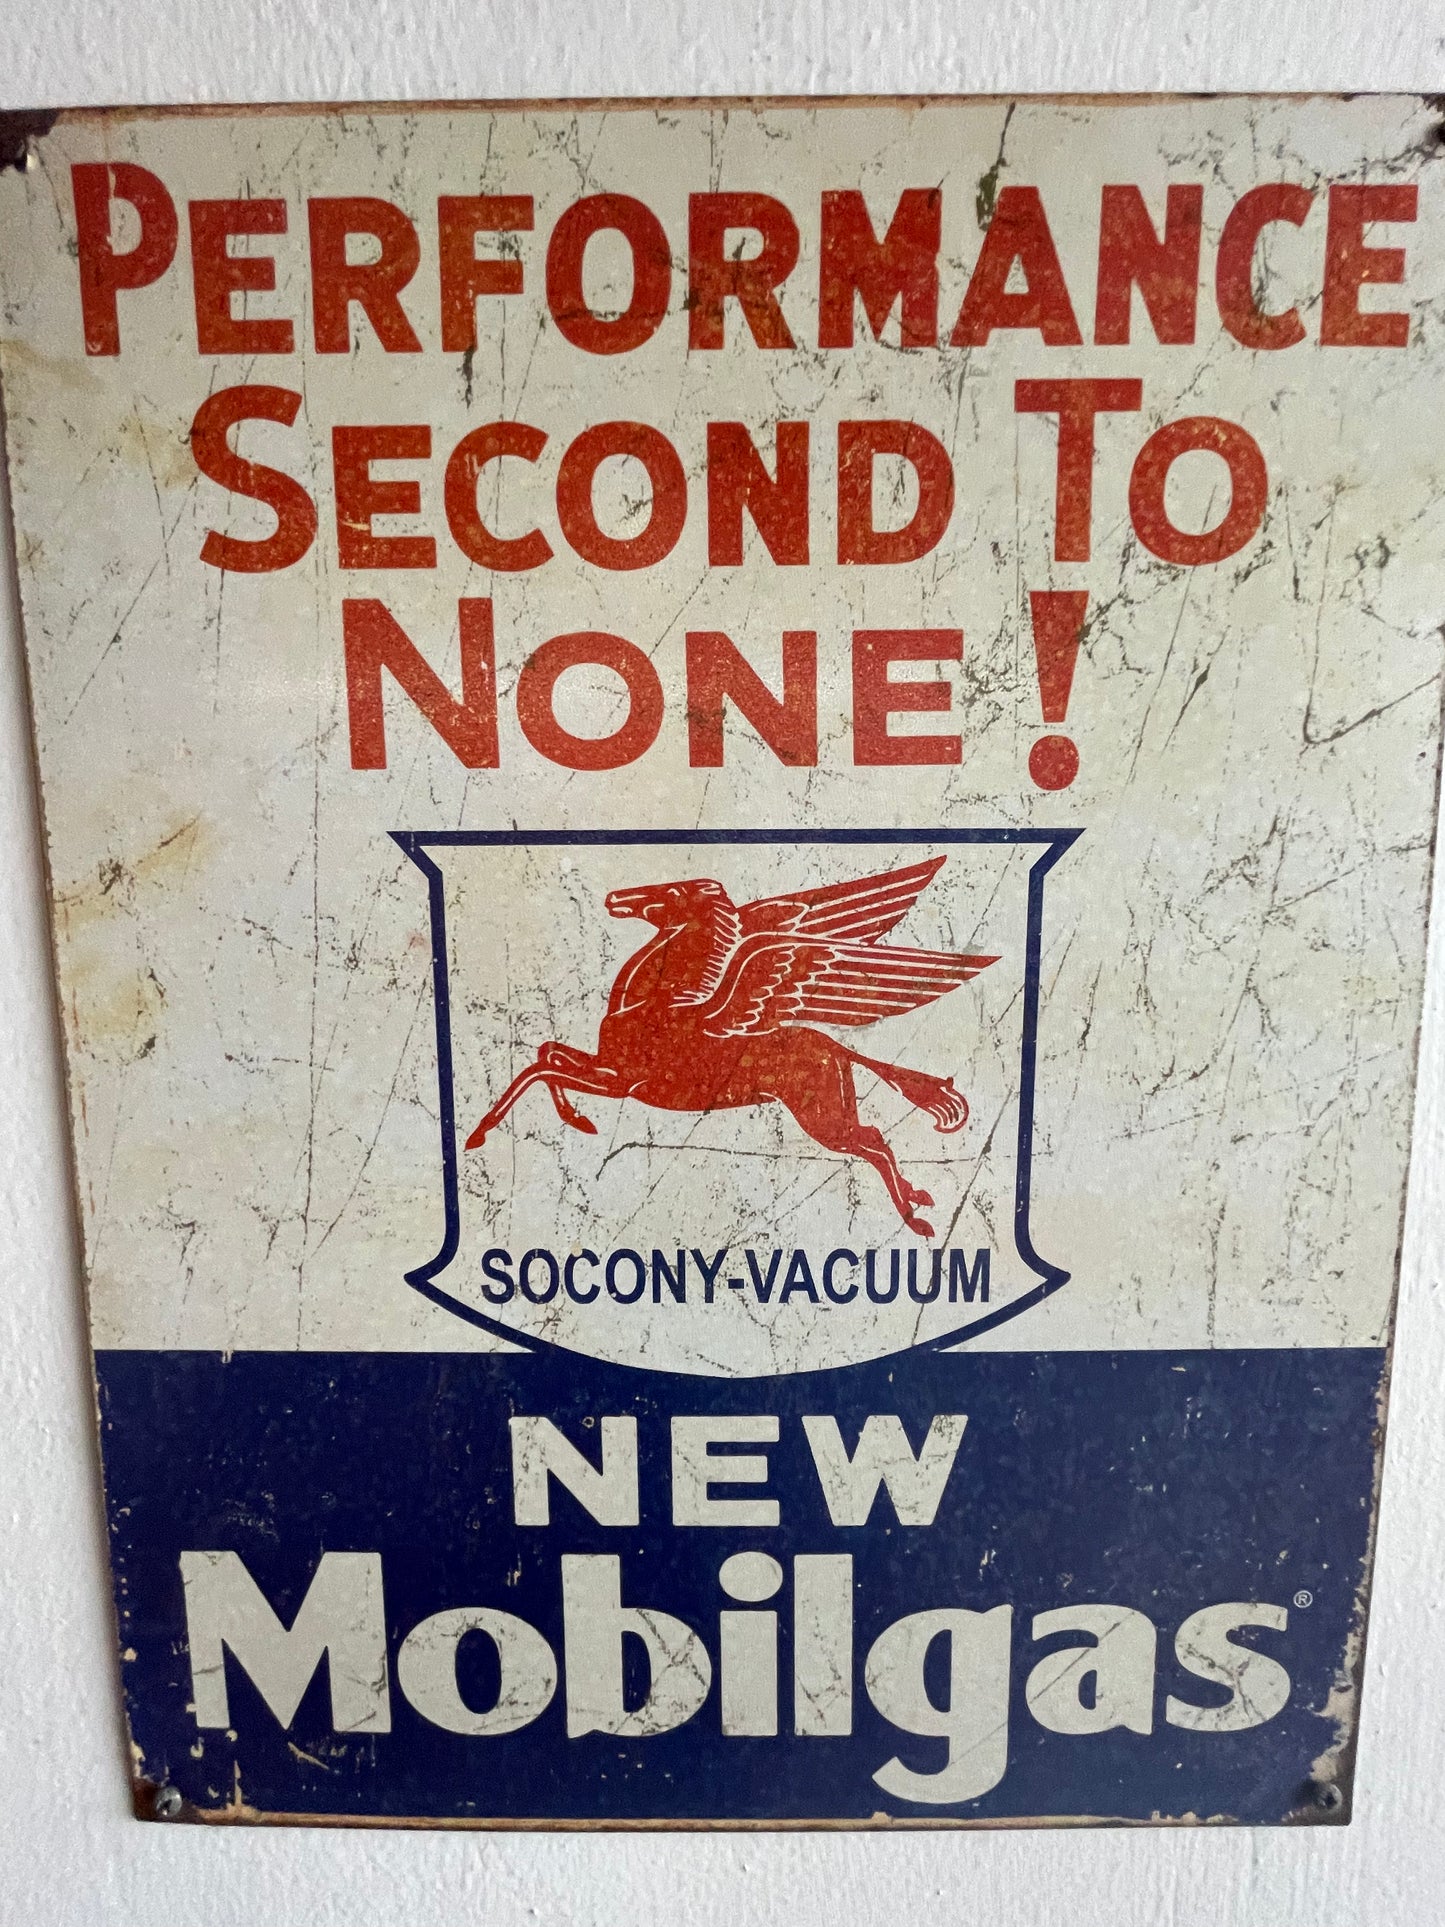 PERFORMANCE
SECOND TO
NONE!
SOCONY-VACUUM
NEW
Mobilgas®